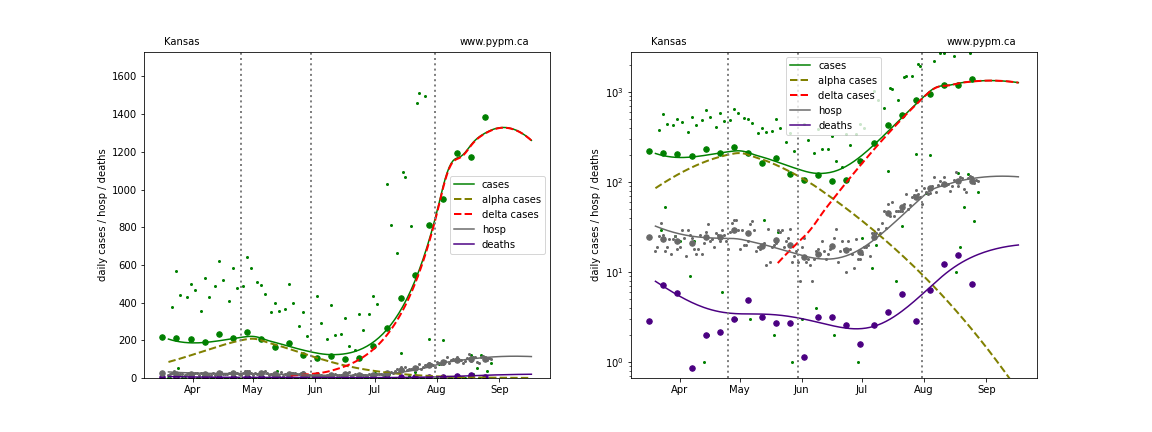 Kansas
www.pypm.ca
daily cases / hosp / deaths
1600
1400
1200
1000
800
600
400
200
0
cases
alpha cases
delta cases
hosp
deaths
Apr
May
Jun
Jul
Aug
Sep
Kansas
www.pypm.ca
daily cases / hosp / deaths
10³
10²
10¹
10⁰
cases
alpha cases
delta cases
hosp
deaths
Apr
May
Jun
Jul
Aug
Sep